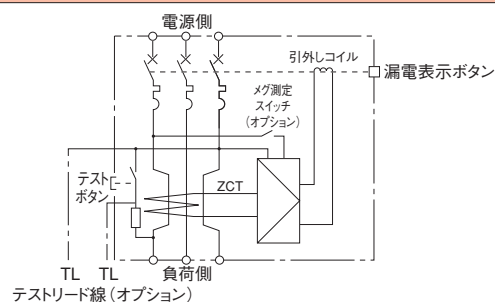 電源側
引外しコイル
漏電表示ボタン
メグ測定
スイッチ
(オプション)
テスト
ボタン
ZCT
TL TL
負荷側
テストリード線(オプション)